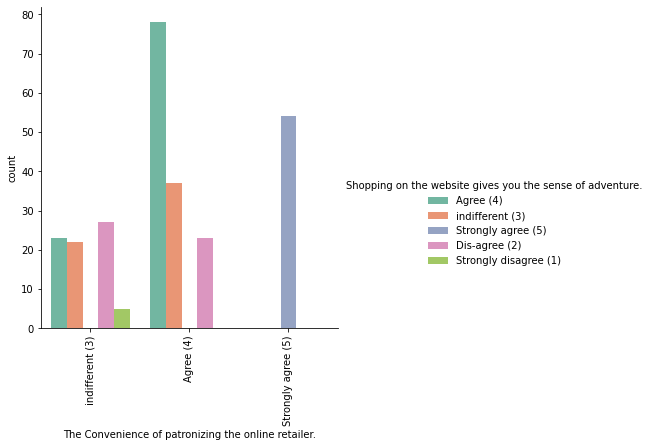 80
70
60
50
40
30
20
10
0
count
indifferent (3)
Agree (4)
Strongly agree (5)
The Convenience of patronizing the online retailer.
Shopping on the website gives you the sense of adventure.
Agree (4)
indifferent (3)
Strongly agree (5)
Dis-agree (2)
Strongly disagree (1)